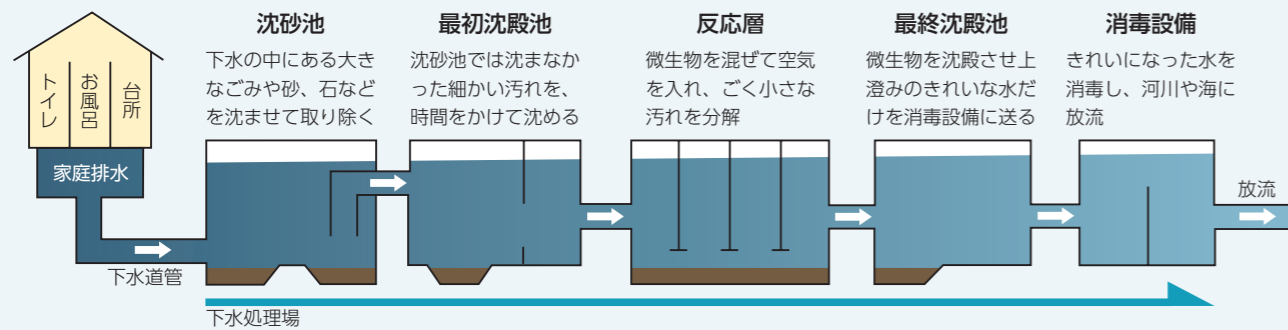 トイレ
お風呂
台所
家庭排水
下水道管
沈砂池
下水の中にある大き
なごみや砂、石など
を沈ませて取り除く
最初沈殿池
沈砂池では沈まなか
った細かい汚れを、
時間をかけて沈める
反応層
微生物を混ぜて空気
を入れ、ごく小さな
汚れを分解
最終沈殿池
微生物を沈殿させ上
澄みのきれいな水だ
けを消毒設備に送る
消毒設備
きれいになった水を
消毒し、河川や海に
放流
放流
下水処理場